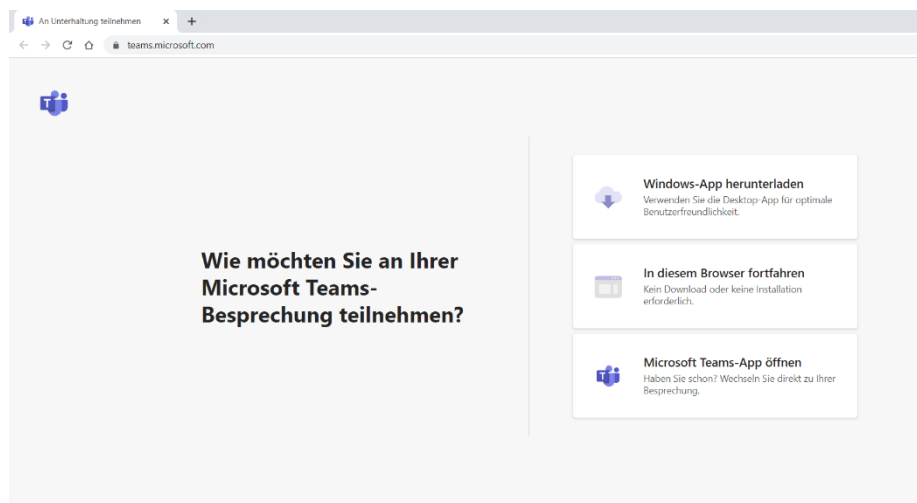 An Unterhaltung teilnehmen
teams.microsoft.com
Wie möchten Sie an Ihrer
Microsoft Teams-
Besprechung teilnehmen?
Windows-App herunterladen
Verwenden Sie die Desktop-App für optimale
Benutzerfreundlichkeit.
In diesem Browser fortfahren
Kein Download oder keine Installation
erforderlich.
Microsoft Teams-App öffnen
Haben Sie schon? Wechseln Sie direkt zu Ihrer
Besprechung.